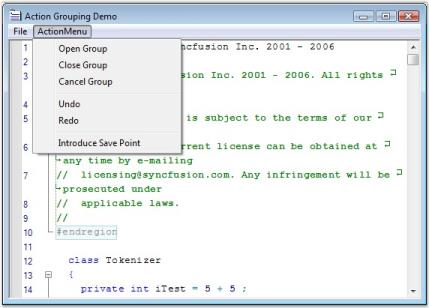 Action Grouping Demo
File ActionMenu
Open Group
Close Group
Cancel Group
Undo
Redo
Introduce Save Point
1 ncfusion Inc. 2001 - 2006
2
3 sion Inc. 2001 - 2006. All rights
4
5 is subject to the terms of our
6 rrent license can be obtained at
any time by e-mailing
7 // licensing@syncfusion.com. Any infringement will be
prosecuted under
8 // applicable laws.
9 //
10 #endregion
11
12 class Tokenizer
13 {
14 private int iTest = 5 + 5 ;